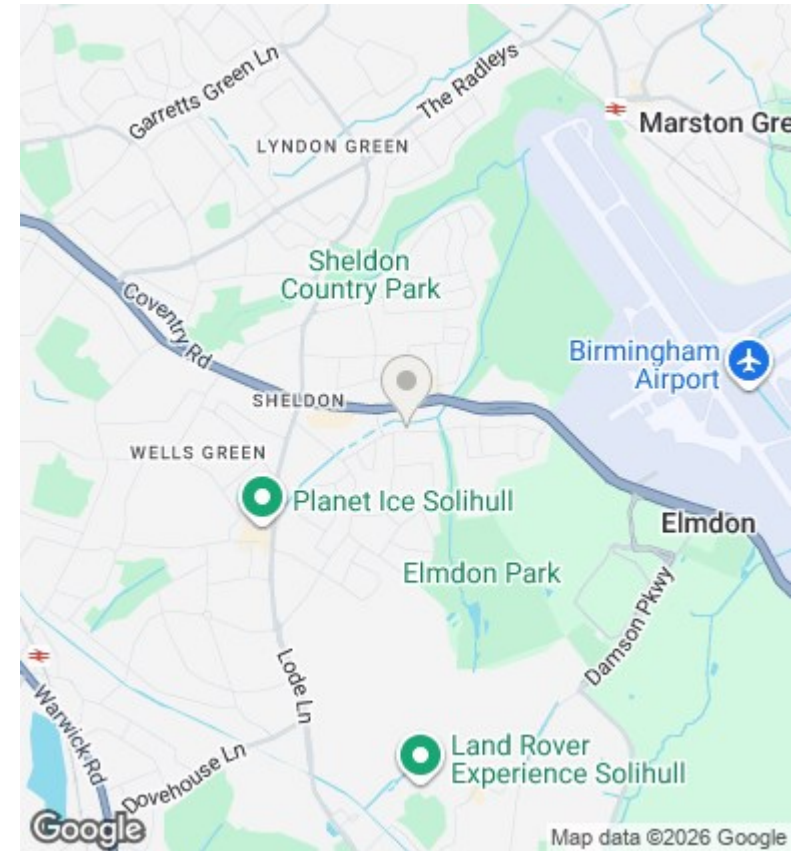 Garretts Green Ln
The Radleys
LYNDON GREEN
Marston Gre
Sheldon
Country Park
Coventry Rd
Birmingham
Airport
SHELDON
WELLS GREEN
Planet Ice Solihull
Elmdon
Elmdon Park
Damson Pkwy
Lode Ln
Warwick Rd
Dovehouse Ln
Land Rover
Experience Solihull
Google
Map data ©2026 Google